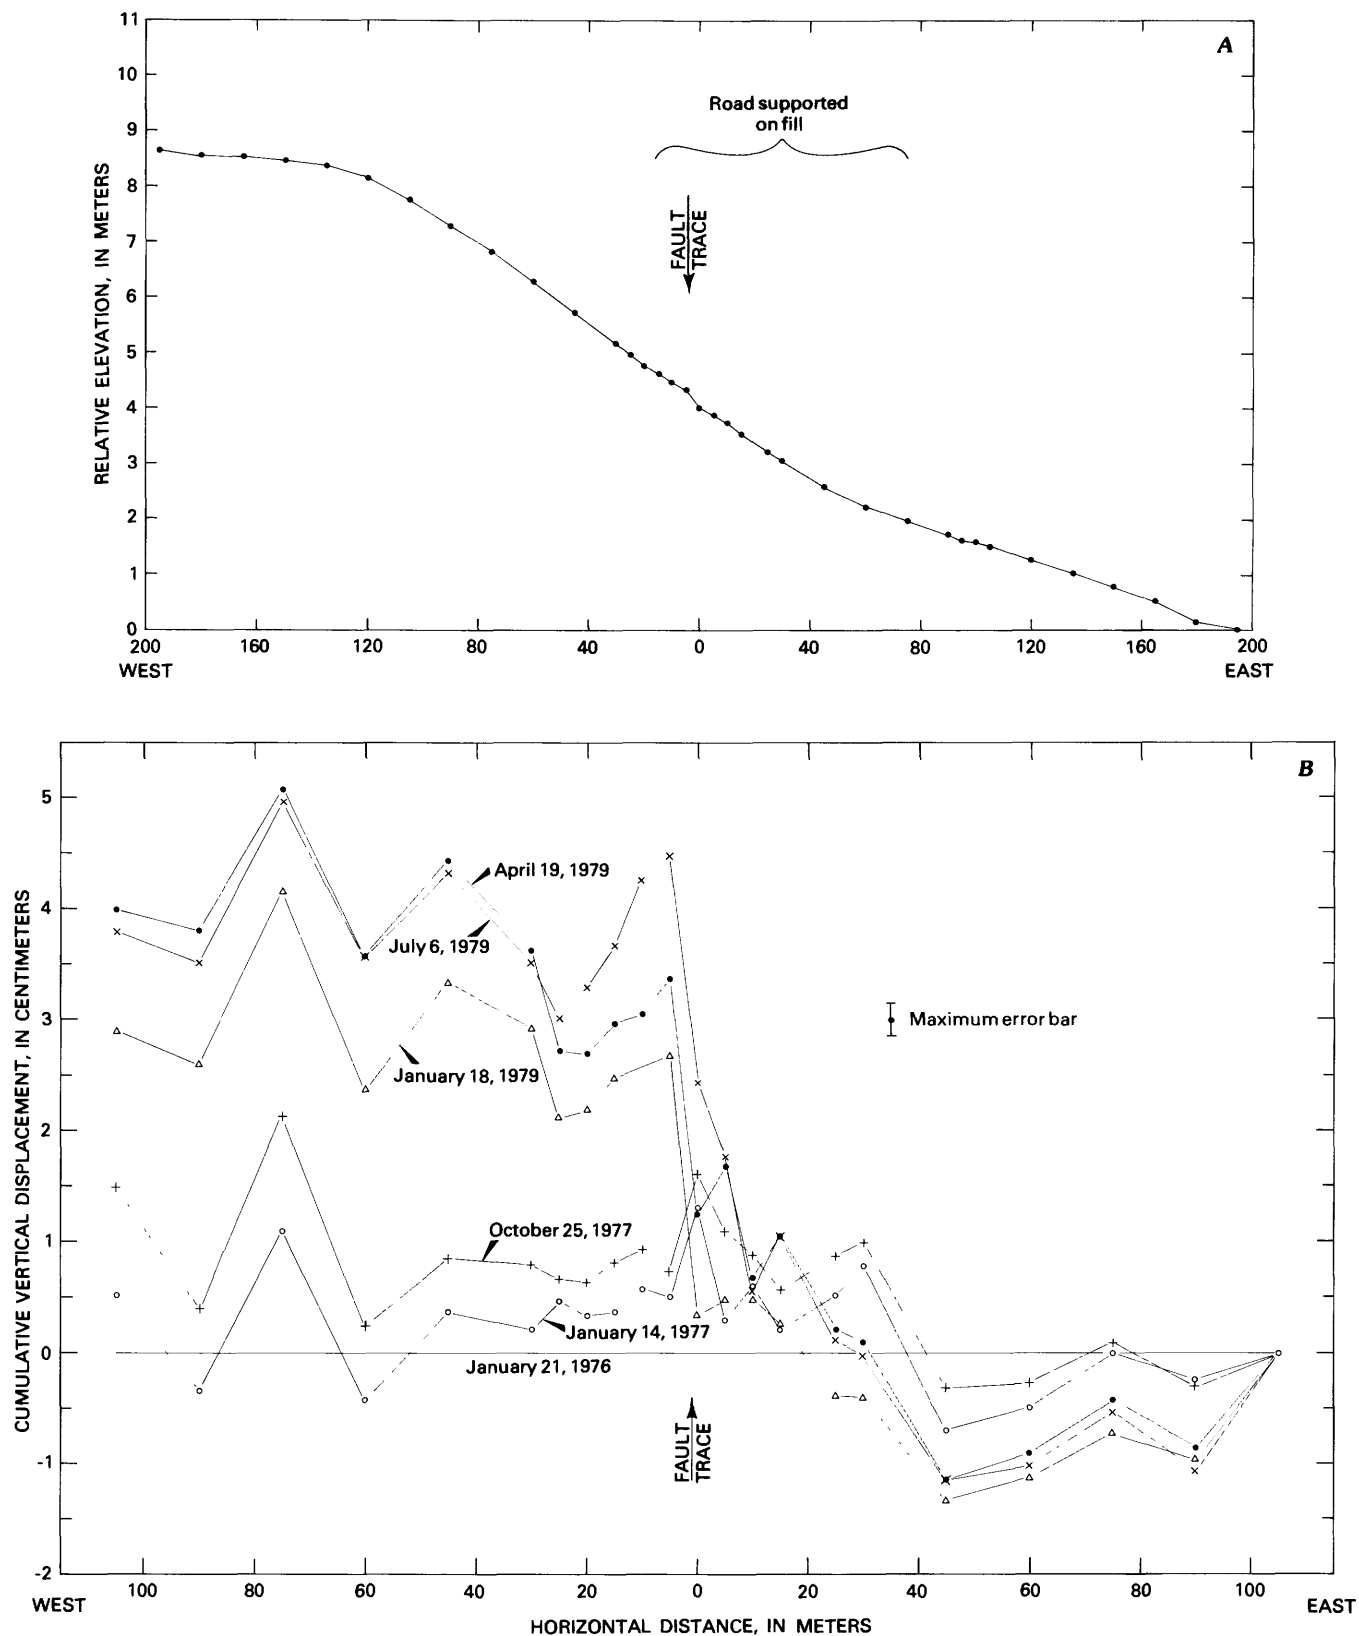 A
11
10
9
8
7
6
5
4
3
2
1
0
RELATIVE ELEVATION, IN METERS
Road supported
on fill
FAULT
TRACE
200 160 120 80 40 0 40 80 120 160 200
WEST EAST
B
5
4
3
2
1
0
-1
-2
CUMULATIVE VERTICAL DISPLACEMENT, IN CENTIMETERS
April 19, 1979
July 6, 1979
Maximum error bar
January 18, 1979
October 25, 1977
January 14, 1977
January 21, 1976
FAULT
TRACE
100 80 60 40 20 0 20 40 60 80 100
WEST EAST
HORIZONTAL DISTANCE, IN METERS